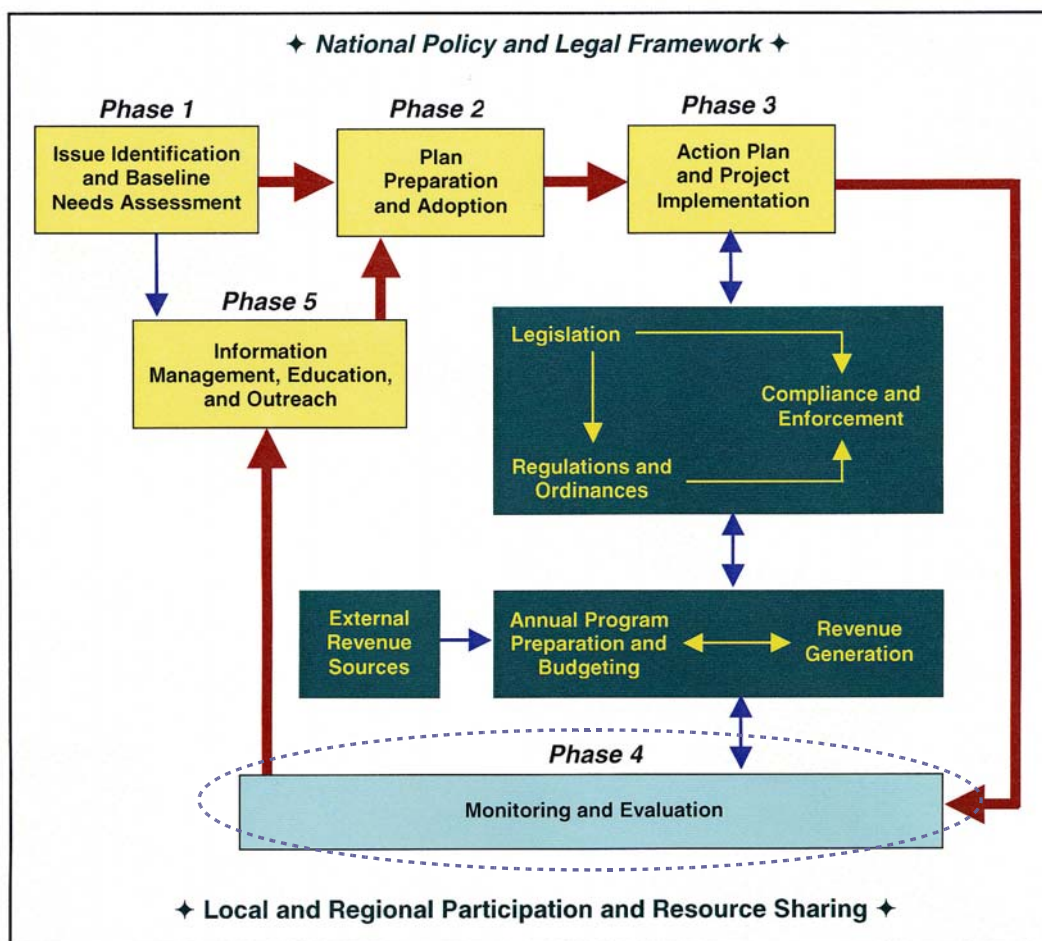 ✦ National Policy and Legal Framework ✦
Phase 1
Issue Identification
and Baseline
Needs Assessment
Phase 2
Plan
Preparation
and Adoption
Phase 3
Action Plan
and Project
Implementation
Phase 5
Information
Management, Education,
and Outreach
Legislation
Compliance and
Enforcement
Regulations and
Ordinances
External
Revenue
Sources
Annual Program
Preparation and
Budgeting
Revenue
Generation
Phase 4
Monitoring and Evaluation
✦ Local and Regional Participation and Resource Sharing ✦